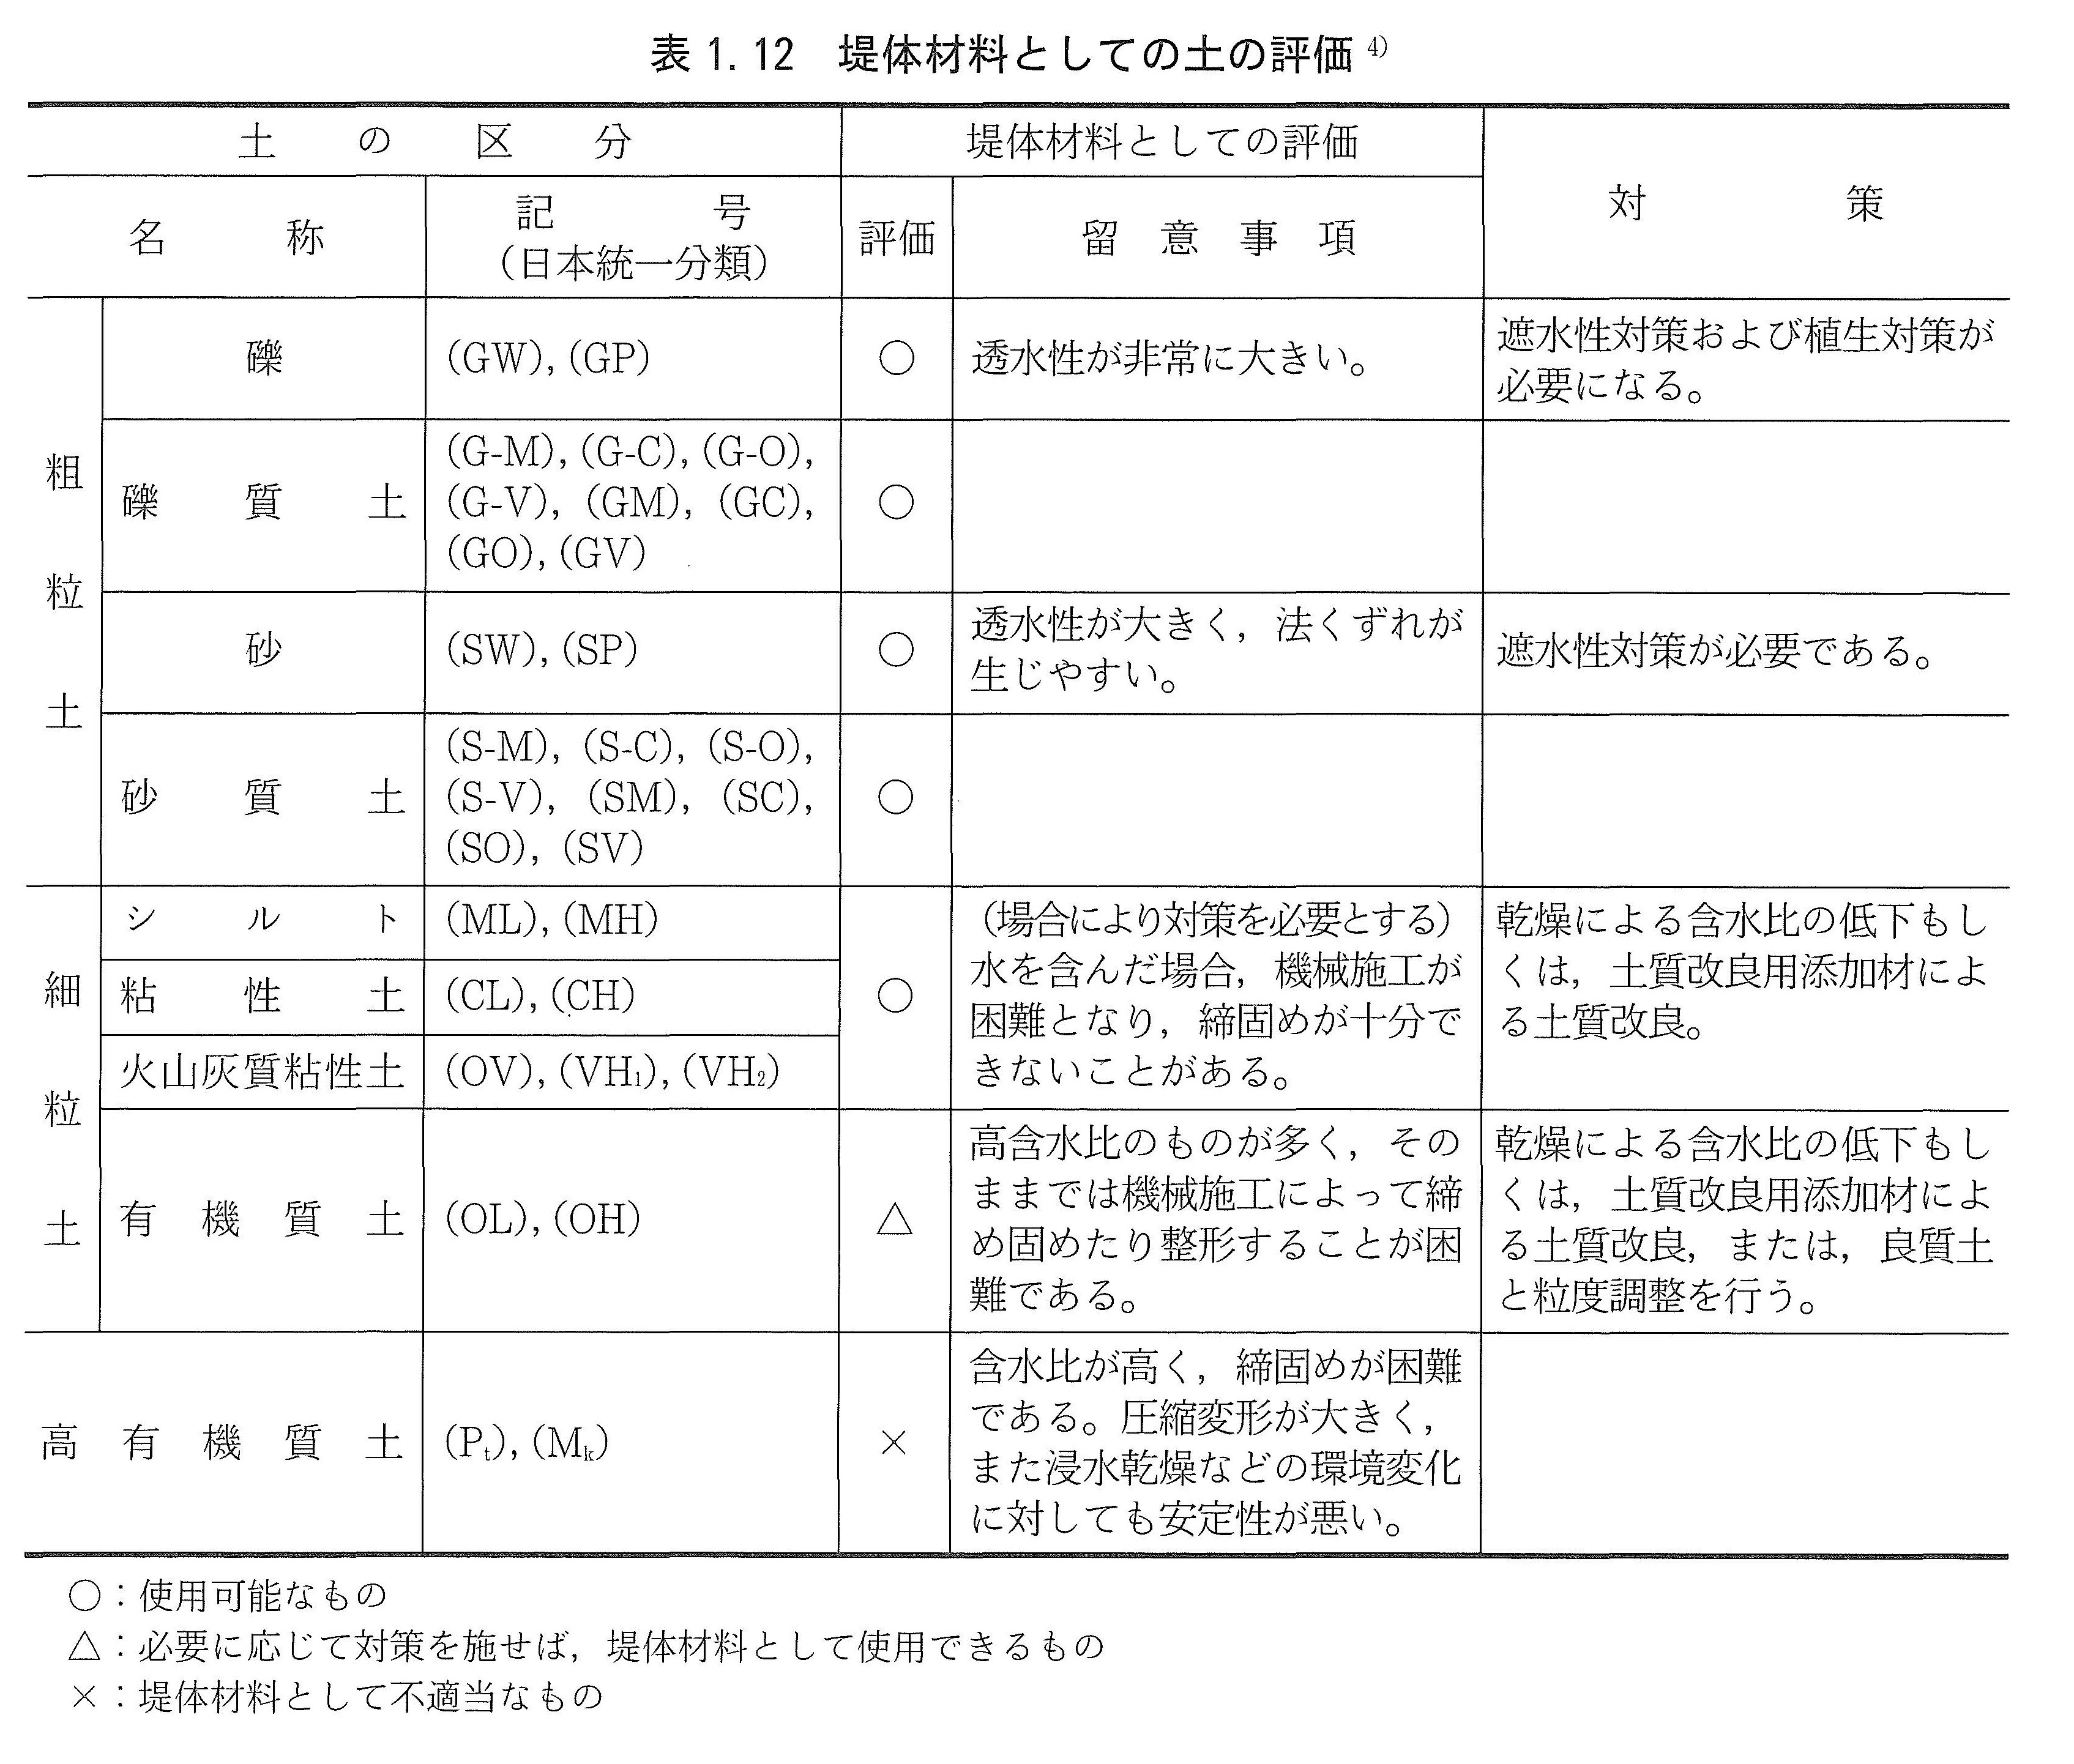 表 1.12 堤体材料としての土の評価 4)
土の区分
堤体材料としての評価
対策
名称
記号
(日本統一分類)
評価
留意事項
粗粒土
礫
(GW), (GP)
○
透水性が非常に大きい。
遮水性対策および植生対策が
必要になる。
礫質土
(G-M), (G-C), (G-O),
(G-V), (GM), (GC),
(GO), (GV)
○
砂
(SW), (SP)
○
透水性が大きく，法くずれが
生じやすい。
遮水性対策が必要である。
砂質土
(S-M), (S-C), (S-O),
(S-V), (SM), (SC),
(SO), (SV)
○
細粒土
シルト
(ML), (MH)
粘性土
(CL), (CH)
火山灰質粘性土
(OV), (VH₁), (VH₂)
○
(場合により対策を必要とする)
水を含んだ場合，機械施工が
困難となり，締固めが十分で
きないことがある。
乾燥による含水比の低下もし
くは，土質改良用添加材によ
る土質改良。
有機質土
(OL), (OH)
△
高含水比のものが多く，その
ままでは機械施工によって締
め固めたり整形することが困
難である。
乾燥による含水比の低下もし
くは，土質改良用添加材によ
る土質改良，または，良質土
と粒度調整を行う。
高有機質土
(Pt), (Mk)
×
含水比が高く，締固めが困難
である。圧縮変形が大きく，
また浸水乾燥などの環境変化
に対しても安定性が悪い。
○：使用可能なもの
△：必要に応じて対策を施せば，堤体材料として使用できるもの
×：堤体材料として不適当なもの